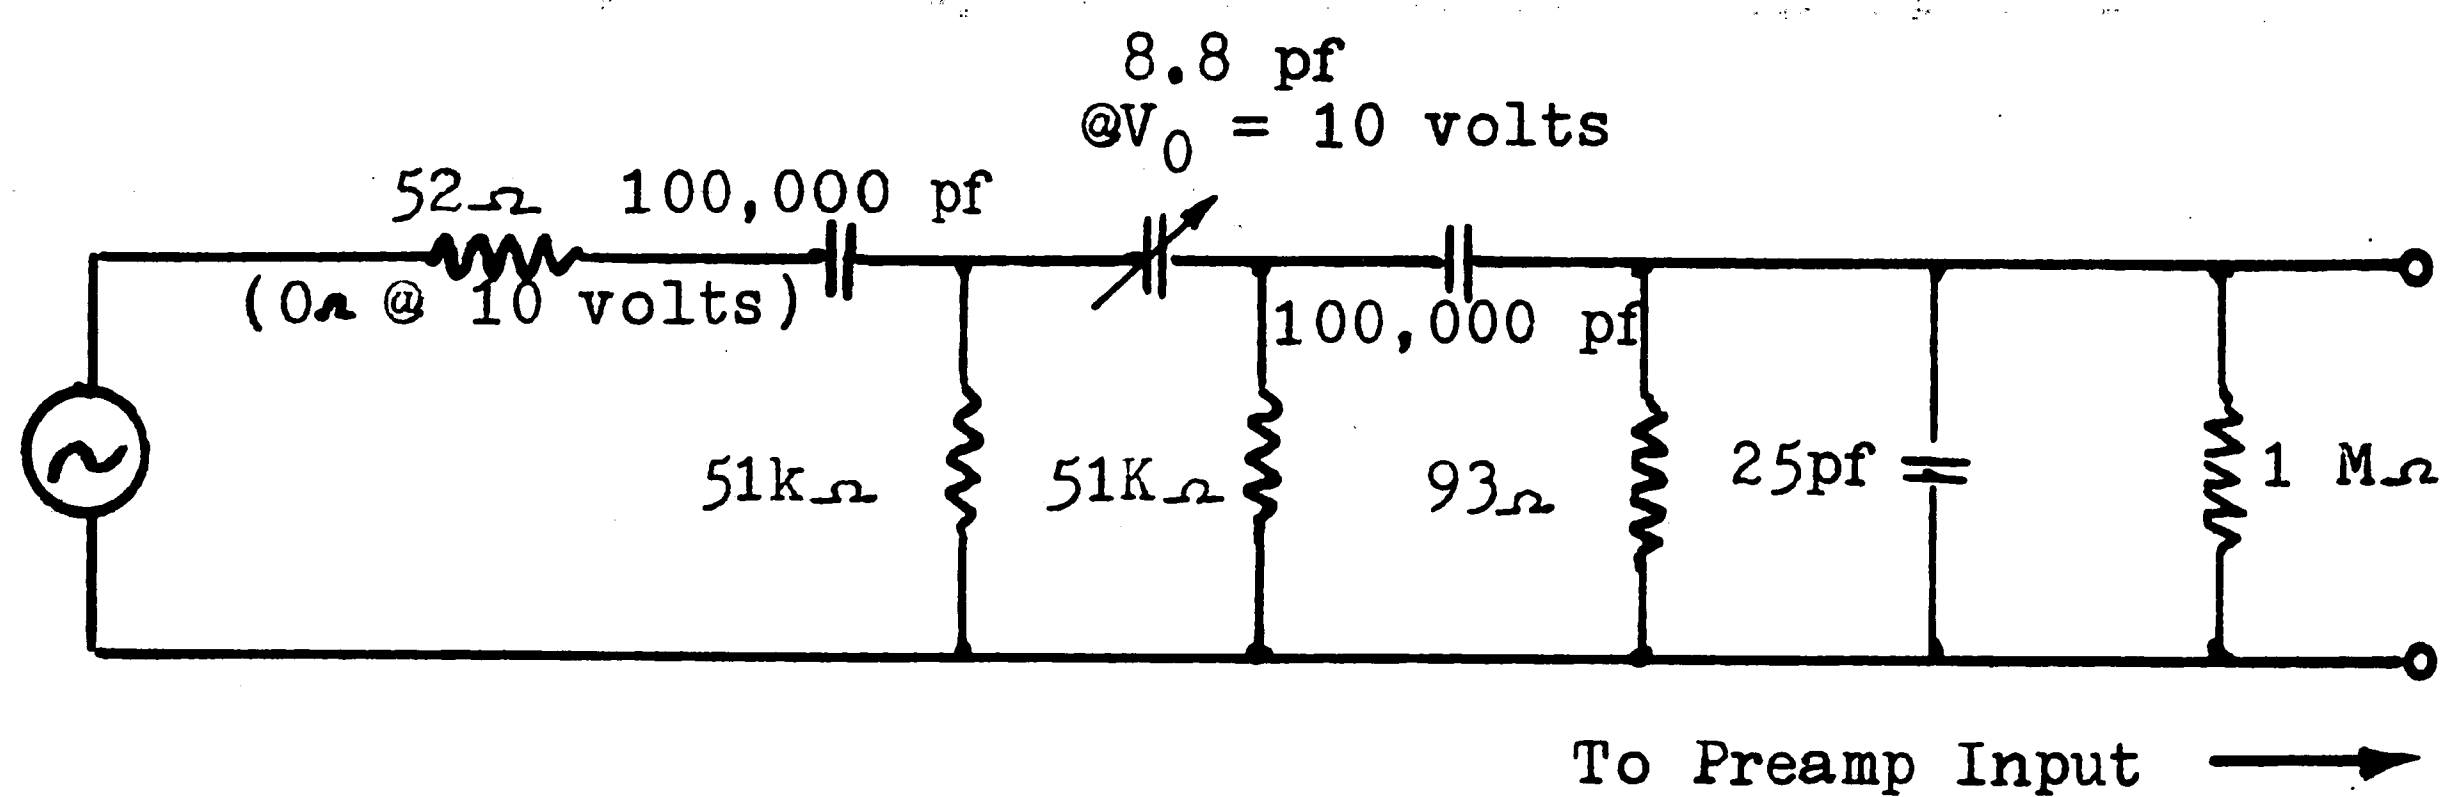 8.8 pf
@V₀ = 10 volts
52Ω 100,000 pf
(0Ω @ 10 volts)
100,000 pf
51kΩ 51KΩ 93Ω 25pf 1 MΩ
To Preamp Input